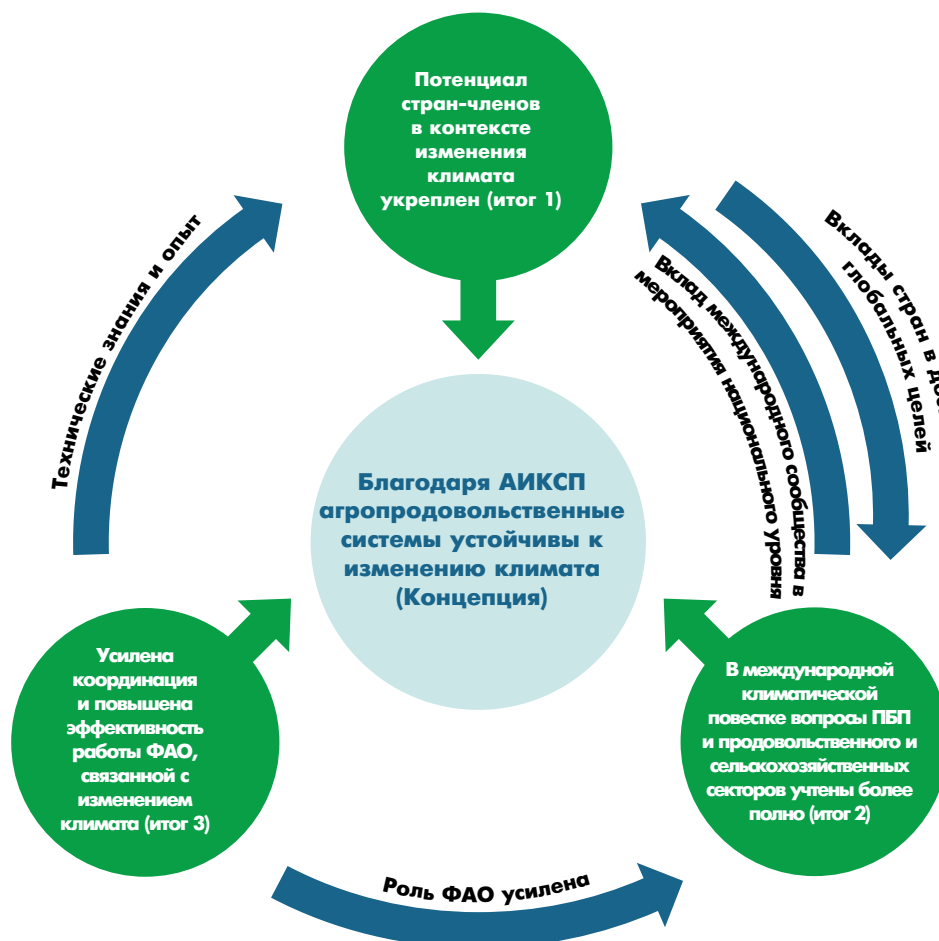 Потенциал
стран-членов
в контексте
изменения
климата
укреплен (итог 1)
Технические знания и опыт
Вклад международного сообщества в
мероприятия национального уровня
Вклады стран в
глобальных целей
Благодаря АИКСП
агропродовольственные
системы устойчивы к
изменению климата
(Концепция)
Усилена
координация
и повышена
эффективность
работы ФАО,
связанной с
изменением
климата (итог 3)
В международной
климатической
повестке вопросы ПБП
и продовольственного и
сельскохозяйственных
секторов учтены более
полно (итог 2)
Роль ФАО усилена